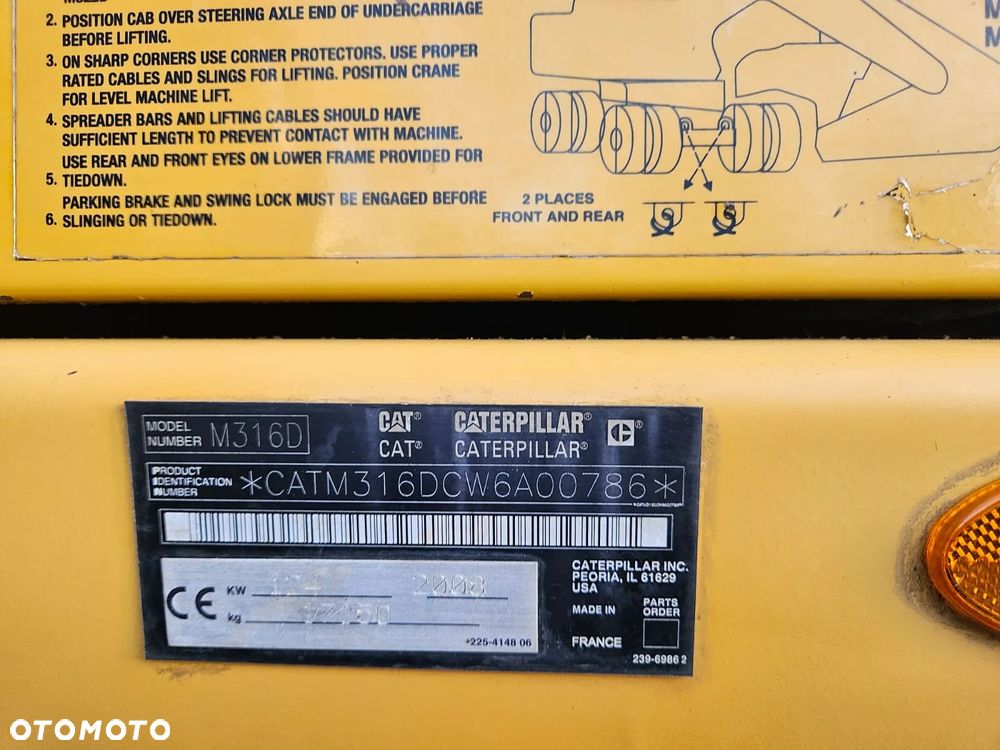 2. POSITION CAB OVER STEERING AXLE END OF UNDERCARRIAGE
BEFORE LIFTING.
3. ON SHARP CORNERS USE CORNER PROTECTORS. USE PROPER
RATED CABLES AND SLINGS FOR LIFTING. POSITION CRANE
FOR LEVEL MACHINE LIFT.
4. SPREADER BARS AND LIFTING CABLES SHOULD HAVE
SUFFICIENT LENGTH TO PREVENT CONTACT WITH MACHINE.
USE REAR AND FRONT EYES ON LOWER FRAME PROVIDED FOR
5. TIEDOWN.
PARKING BRAKE AND SWING LOCK MUST BE ENGAGED BEFORE
6. SLINGING OR TIEDOWN.
2 PLACES
FRONT AND REAR
MODEL NUMBER M316D
CAT® CATERPILLAR® C
CAT® CATERPILLAR®
PRODUCT IDENTIFICATION NUMBER *CATM316DCW6A00786*
CE
KW 124 2008
kg
225-4148 06
CATERPILLAR INC.
PEORIA, IL 61629
USA
MADE IN
FRANCE
PARTS
ORDER
239-6986 2
OTOMOTO